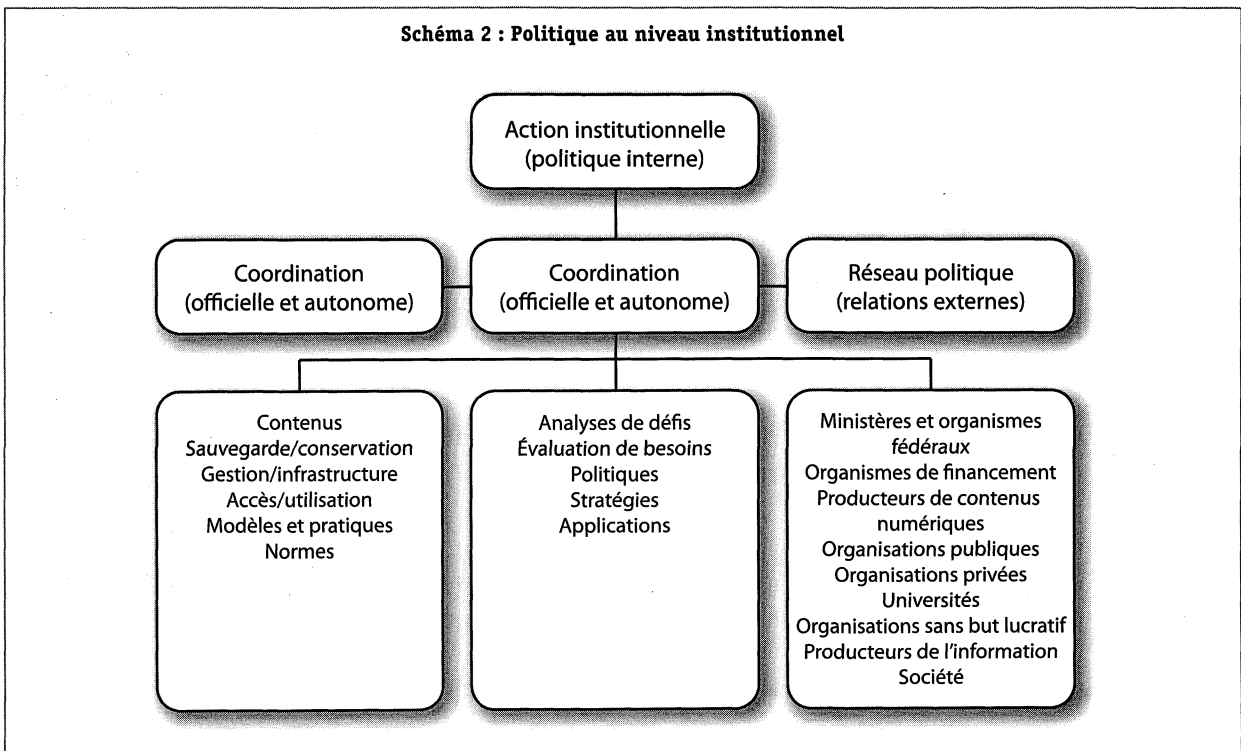 Schéma 2 : Politique au niveau institutionnel
Action institutionnelle
(politique interne)
Coordination
(officielle et autonome)
Coordination
(officielle et autonome)
Réseau politique
(relations externes)
Contenus
Sauvegarde/conservation
Gestion/infrastructure
Accès/utilisation
Modèles et pratiques
Normes
Analyses de défis
Évaluation de besoins
Politiques
Stratégies
Applications
Ministères et organismes
fédéraux
Organismes de financement
Producteurs de contenus
numériques
Organisations publiques
Organisations privées
Universités
Organisations sans but lucratif
Producteurs de l'information
Société